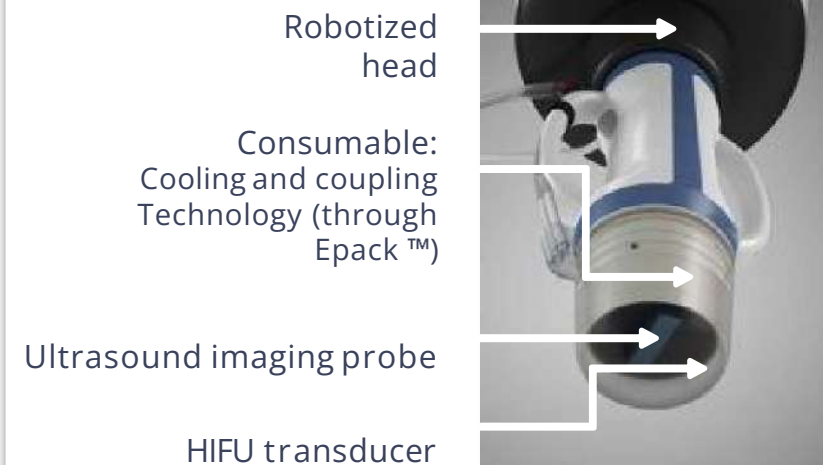 Robotized
head
Consumable:
Cooling and coupling
Technology (through
Epack ™)
Ultrasound imaging probe
HIFU transducer